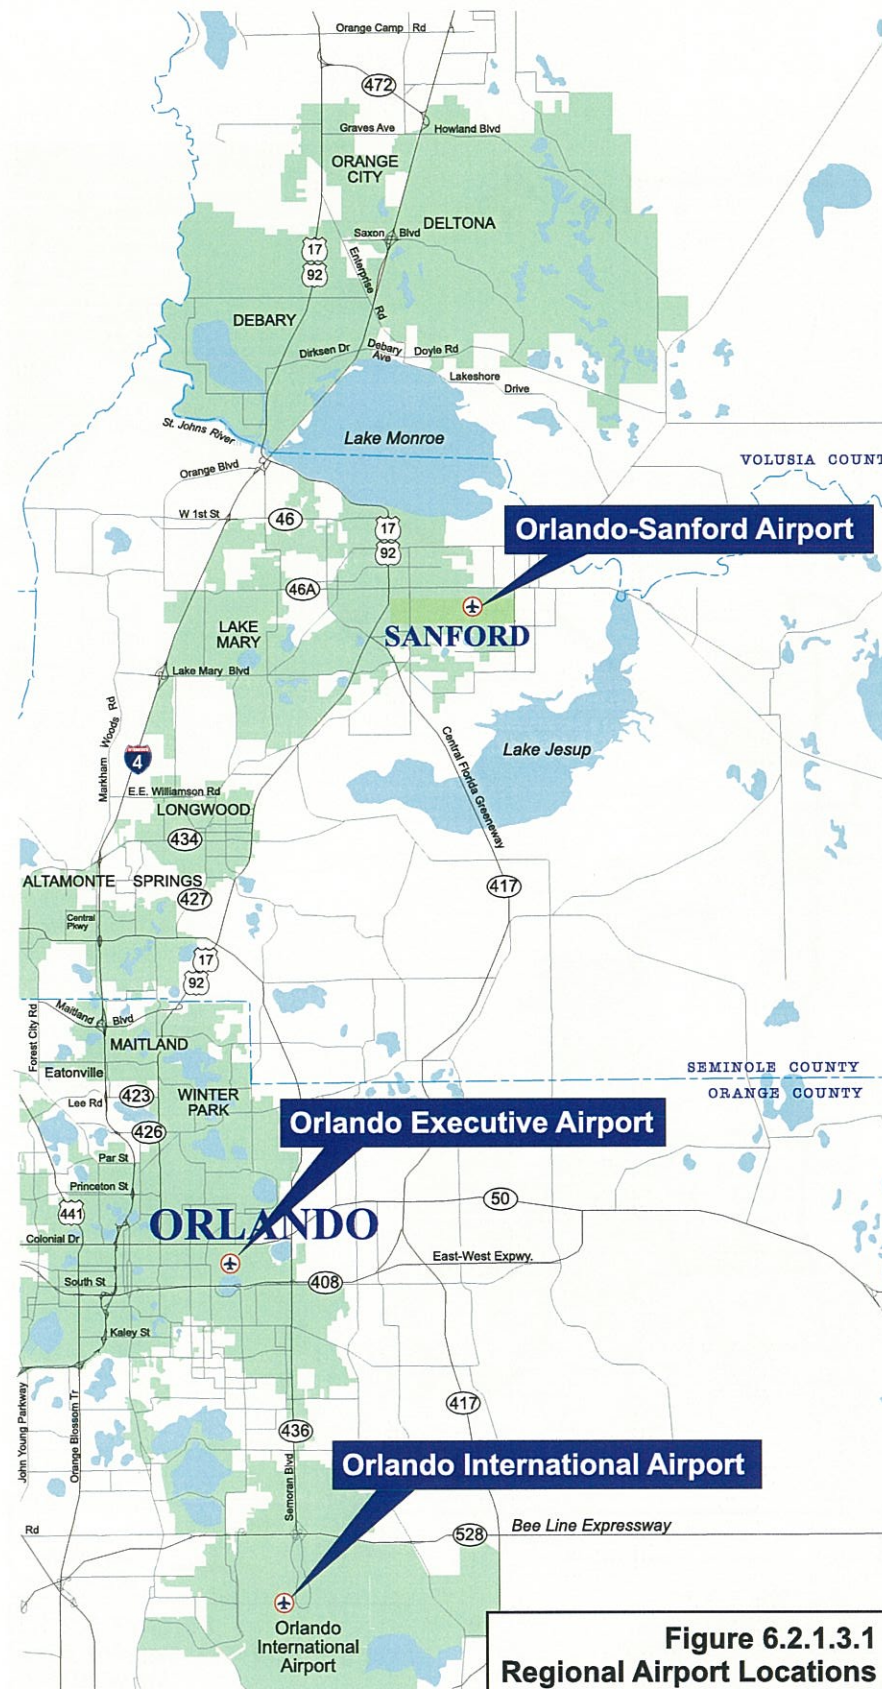 Orange Camp Rd
472
Graves Ave
Howland Blvd
ORANGE
CITY
DELTONA
Saxon Blvd
17
92
Enterprise Rd
DEBARY
Dirksen Dr
Debary
Ave
Doyle Rd
Lakeshore
Drive
St. Johns River
Lake Monroe
Orange Blvd
VOLUSIA COUNT
W 1st St
46
17
92
Orlando-Sanford Airport
46A
LAKE
MARY
SANFORD
Lake Mary Blvd
Markham Woods Rd
Central Florida Greeneway
Lake Jesup
4
E.E. Williamson Rd
LONGWOOD
434
ALTAMONTE SPRINGS
427
417
Central
Pkwy
17
92
Forest City Rd
Maitland Blvd
MAITLAND
Eatonville
SEMINOLE COUNTY
ORANGE COUNTY
423
WINTER
PARK
Lee Rd
426
Orlando Executive Airport
Par St
Princeton St
441
50
ORLANDO
Colonial Dr
East-West Expwy.
South St
408
Kaley St
John Young Parkway
Orange Blossom Tr
417
436
Semoran Blvd
Orlando International Airport
Rd
528
Bee Line Expressway
Orlando
International
Airport
Figure 6.2.1.3.1
Regional Airport Locations